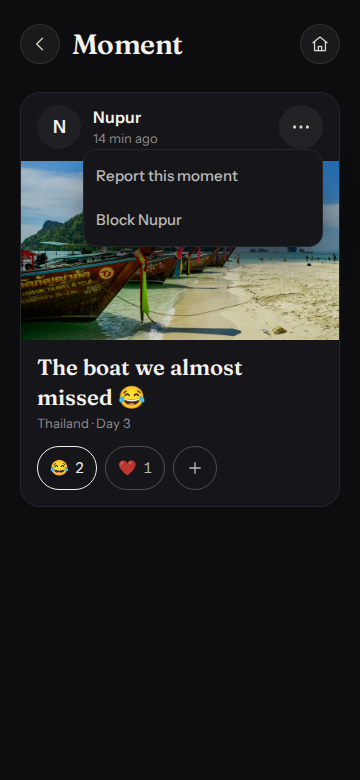 Moment
N
Nupur
14 min ago
Report this moment
Block Nupur
The boat we almost
missed 😂
Thailand · Day 3
😂 2
❤️ 1
+